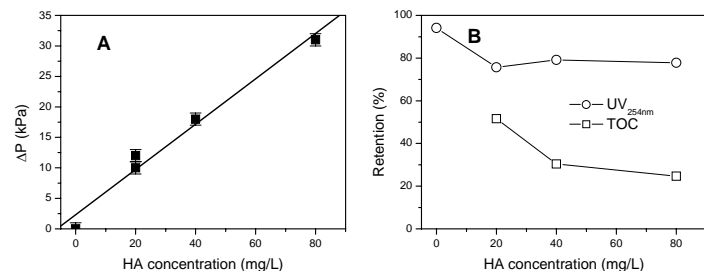 A
ΔP (kPa)
35
30
25
20
15
10
5
0
0 20 40 60 80
HA concentration (mg/L)
B
Retention (%)
100
80
60
40
20
0
UV254nm
TOC
0 20 40 60 80
HA concentration (mg/L)